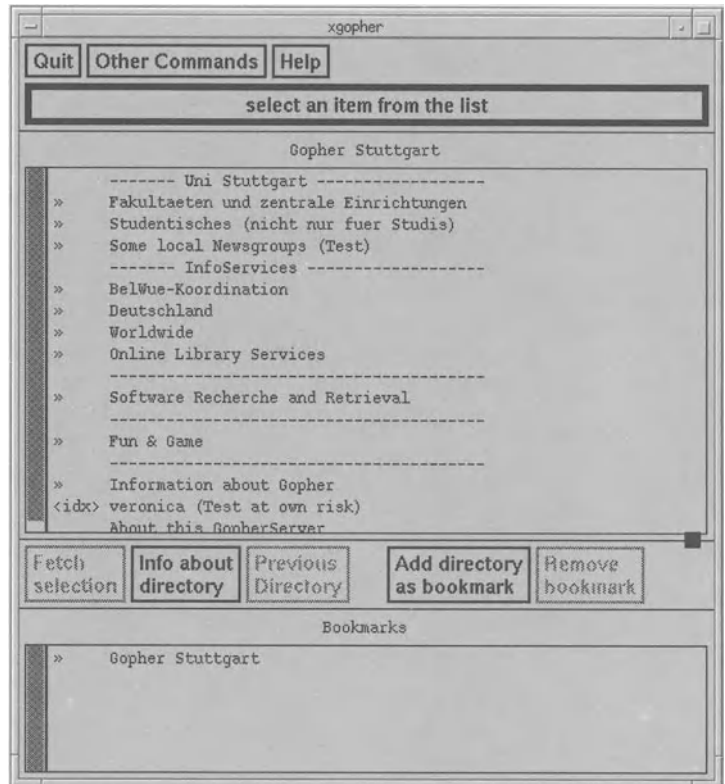 xgopher
Quit Other Commands Help
select an item from the list
Gopher Stuttgart
------- Uni Stuttgart ------------------
» Fakultaeten und zentrale Einrichtungen
» Studentisches (nicht nur fuer Studis)
» Some local Newsgroups (Test)
------- InfoServices -------------------
» BelWue-Koordination
» Deutschland
» Worldwide
» Online Library Services
----------------------------------------
» Software Recherche and Retrieval
----------------------------------------
» Fun & Game
----------------------------------------
» Information about Gopher
<idx> veronica (Test at own risk)
About this GopherServer
Fetch selection
Info about directory
Previous Directory
Add directory as bookmark
Remove bookmark
Bookmarks
» Gopher Stuttgart